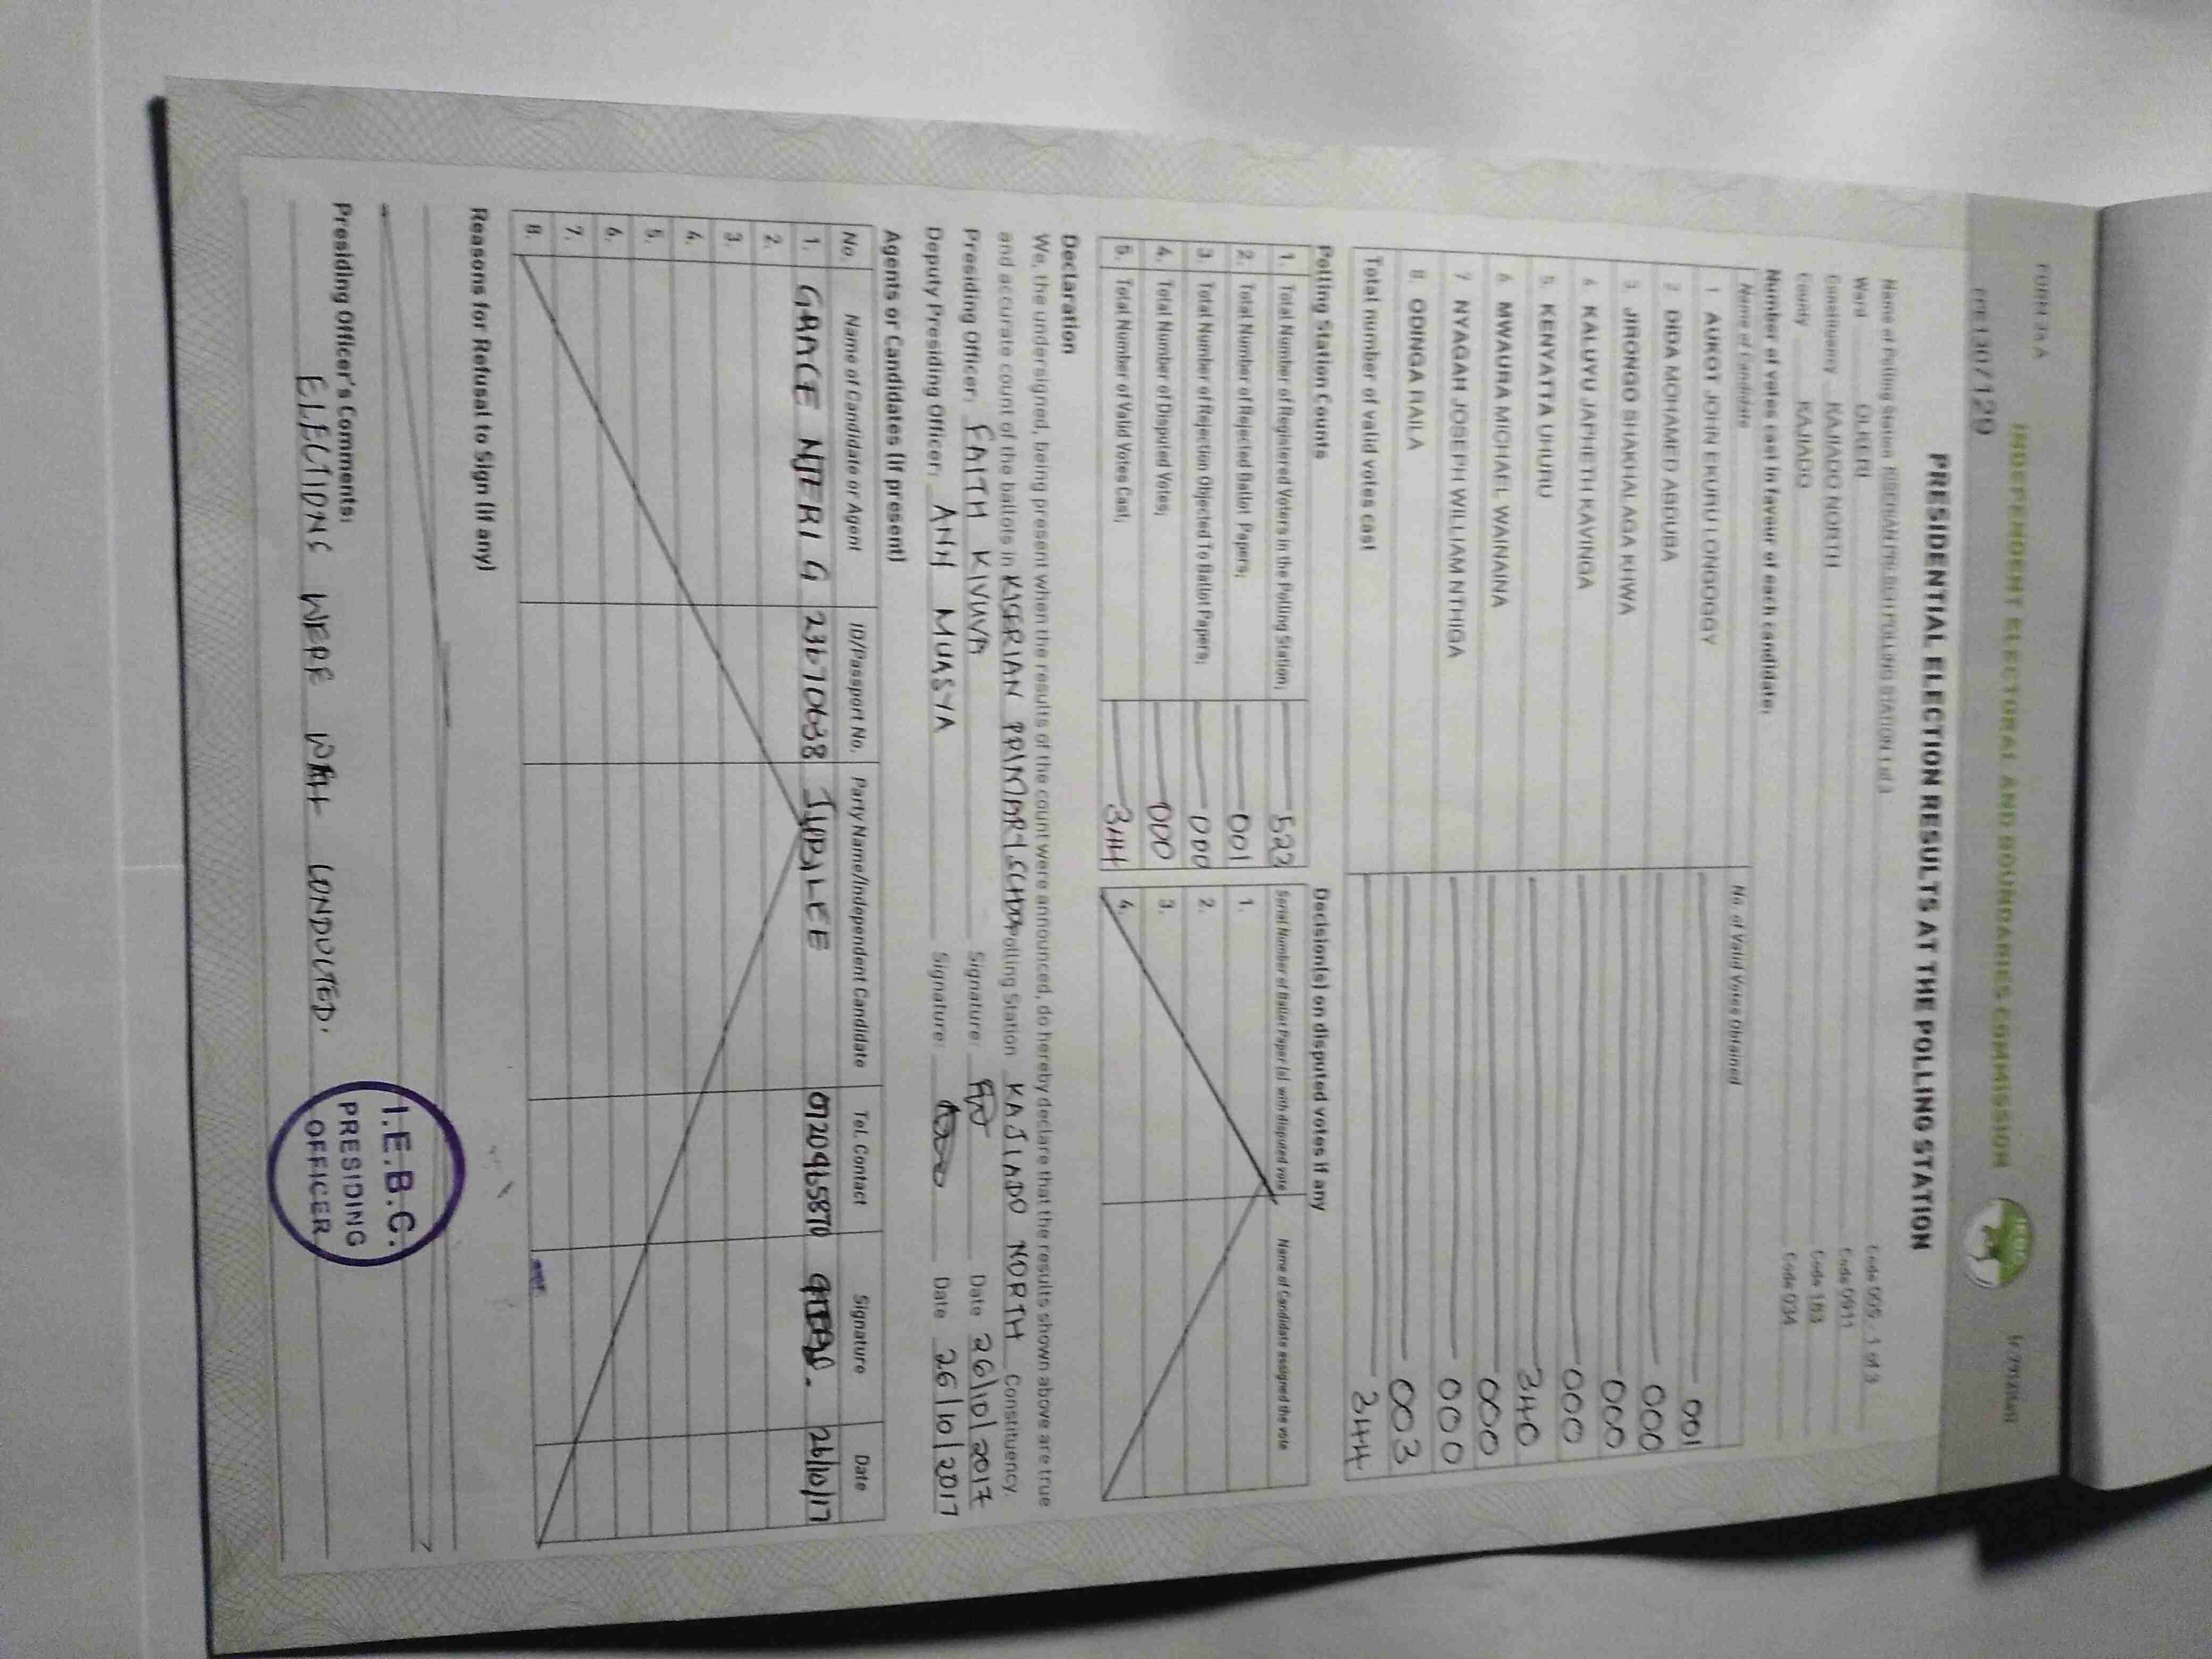 FORM 34 A
INDEPENDENT ELECTORAL AND BOUNDARIES COMMISSION
PRESIDENTIAL ELECTION RESULTS AT THE POLLING STATION
Name of Polling Station KISERIAN PRI SCH POLLING STATION 1 of 3 Code 005 - 1 of 3
Ward OLKERI Code 0911
Constituency KAJIADO NORTH Code 183
County KAJIADO Code 034
Number of votes cast in favour of each candidate:
Name of Candidate No. of Valid Votes Obtained
1 AUKOT JOHN EKURU LONGOGGY 001
2 DIDA MOHAMED ABDUBA 000
3 JIRONGO SHAKHALAGA KHWA 000
4 KALUYU JAPHETH KAVINGA 000
5 KENYATTA UHURU 340
6 MWAURA MICHAEL WAINAINA 000
7 NYAGAH JOSEPH WILLIAM NTHIGA 000
8. ODINGA RAILA 003
Total number of valid votes cast 344
Polling Station Counts
1. Total Number of Registered Voters in the Polling Station; 522
2. Total Number of Rejected Ballot Papers; 001
3. Total Number of Rejection Objected To Ballot Papers; 000
4. Total Number of Disputed Votes; 000
5. Total Number of Valid Votes Cast; 344
Decision(s) on disputed votes if any
Serial Number of Ballot Paper (s) with disputed vote Name of Candidate assigned the vote
1.
2.
3.
4.
Declaration
We, the undersigned, being present when the results of the count were announced, do hereby declare that the results shown above are true
and accurate count of the ballots in KISERIAN PRIMARY SCHOOL Polling Station KAJIADO NORTH Constituency.
Presiding Officer: FAITH KIVUVA Signature: Date 26/10/2017
Deputy Presiding Officer: ANN MUASYA Signature: Date 26/10/2017
Agents or Candidates (if present)
No. Name of Candidate or Agent ID/Passport No. Party Name/Independent Candidate Tel. Contact Signature Date
1. GRACE NJERI G 23670638 JUBILEE 0720465870 26/10/17
2.
3.
4.
5.
6.
7.
8.
Reasons for Refusal to Sign (if any)
Presiding Officer's Comments:
ELECTIONS WERE CONDUCTED.
I.E.B.C.
PRESIDING
OFFICER